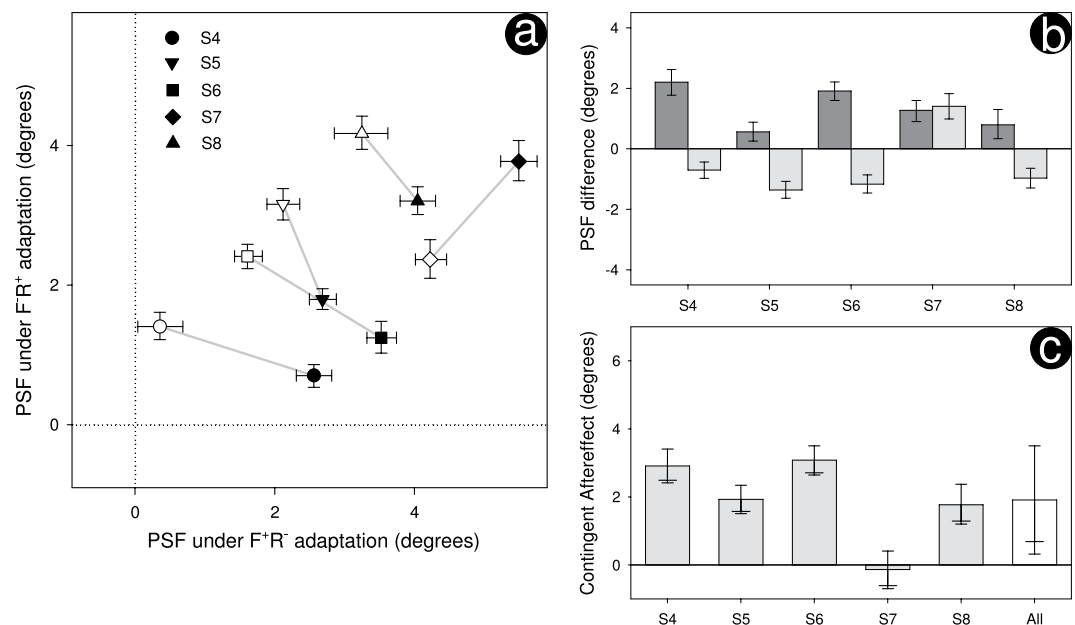 a
S4
S5
S6
S7
S8
PSF under F⁻R⁺ adaptation (degrees)
4
2
0
0 2 4
PSF under F⁺R⁻ adaptation (degrees)
b
PSF difference (degrees)
4
2
0
-2
-4
S4 S5 S6 S7 S8
c
Contingent Aftereffect (degrees)
6
4
2
0
S4 S5 S6 S7 S8 All